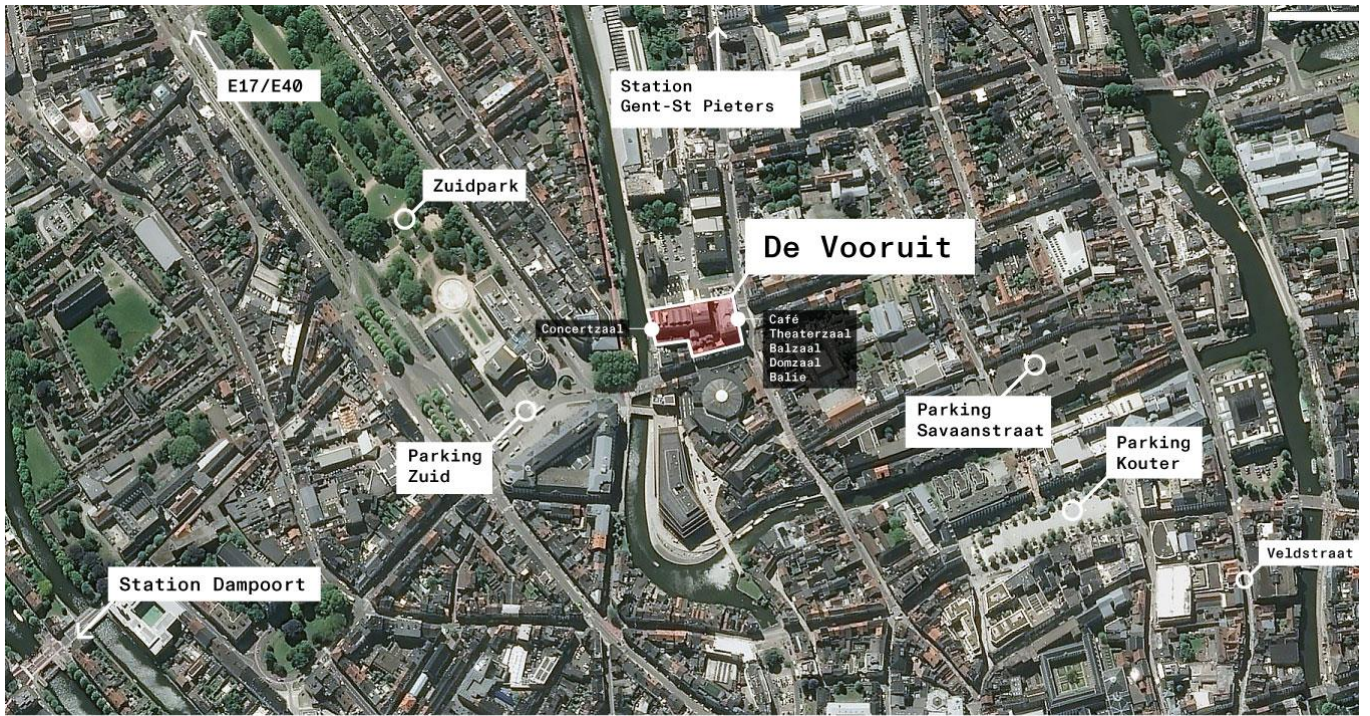 E17/E40
Station
Gent-St Pieters
Zuidpark
De Vooruit
Concertzaal
Café
Theaterzaal
Balzaal
Domzaal
Balie
Parking
Savaanstraat
Parking
Zuid
Parking
Kouter
Veldstraat
Station Dampoort